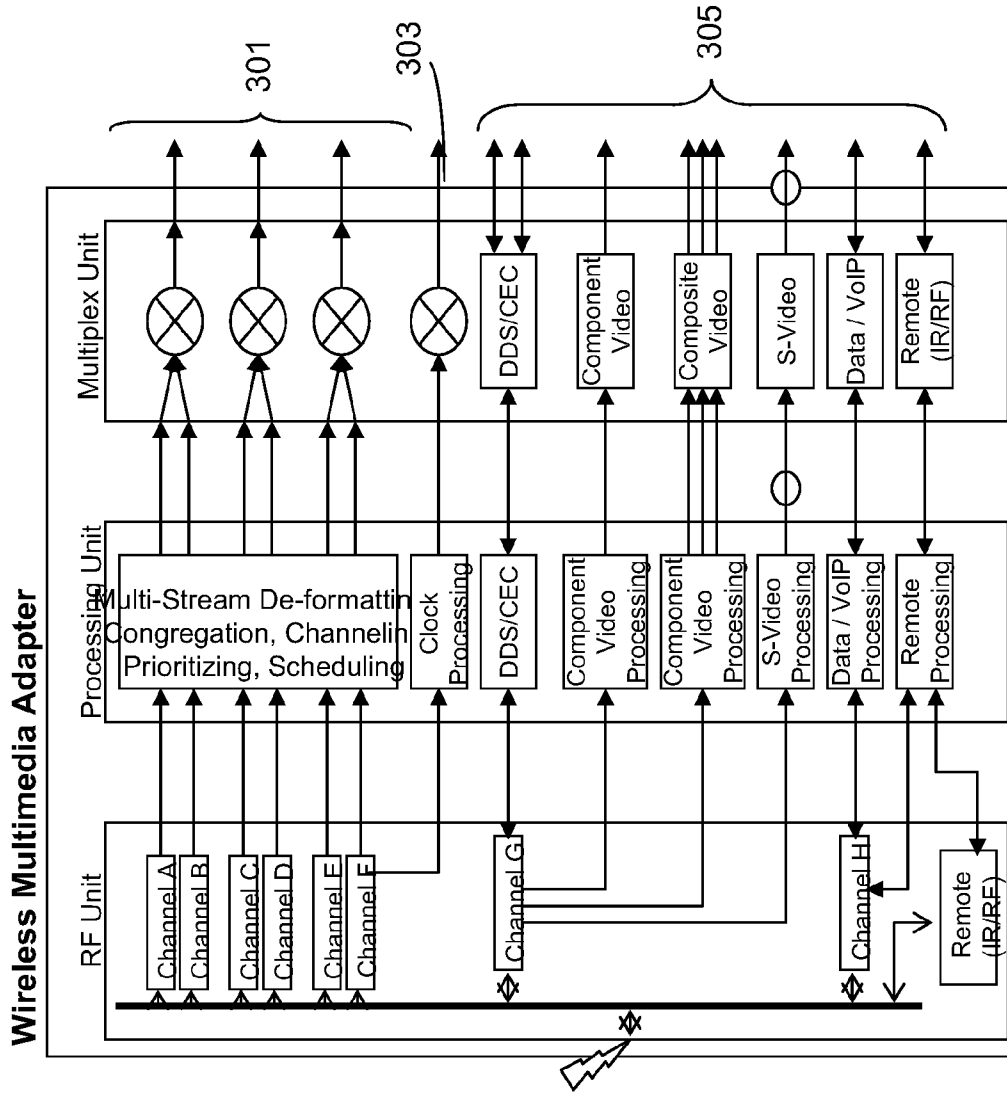 Wireless Multimedia Adapter
RF Unit
Channel A
Channel B
Channel C
Channel D
Channel E
Channel F
Channel G
Channel H
Remote
(IR/RF)
Processing Unit
Multi-Stream De-formattin
Congregation, Channelin
Prioritizing, Scheduling
Clock
Processing
DDS/CEC
Component
Video
Processing
Component
Video
Processing
S-Video
Processing
Data / VoIP
Processing
Remote
Processing
Multiplex Unit
DDS/CEC
Component
Video
Composite
Video
S-Video
Data / VoIP
Remote
(IR/RF)
301
303
305